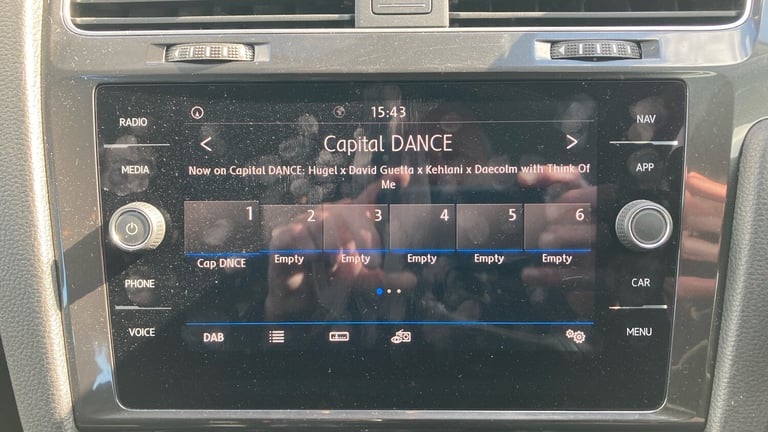 RADIO
MEDIA
PHONE
VOICE
15:43
Capital DANCE
Now on Capital DANCE: Hugel x David Guetta x Kehlani x Daecolm with Think Of
Me
1 2 3 4 5 6
Cap DNCE Empty Empty Empty Empty Empty
DAB
NAV
APP
CAR
MENU